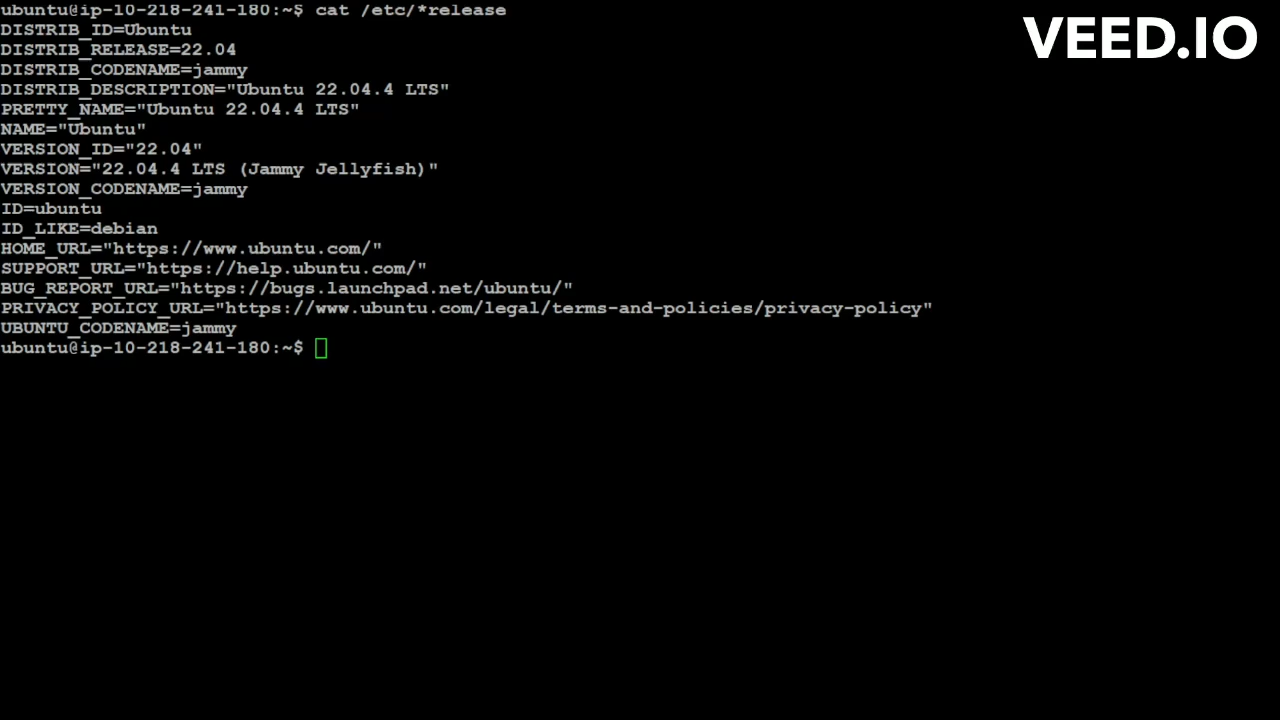 ubuntu@ip-10-218-241-180:~$ cat /etc/*release
DISTRIB_ID=Ubuntu
DISTRIB_RELEASE=22.04
DISTRIB_CODENAME=jammy
DISTRIB_DESCRIPTION="Ubuntu 22.04.4 LTS"
PRETTY_NAME="Ubuntu 22.04.4 LTS"
NAME="Ubuntu"
VERSION_ID="22.04"
VERSION="22.04.4 LTS (Jammy Jellyfish)"
VERSION_CODENAME=jammy
ID=ubuntu
ID_LIKE=debian
HOME_URL="https://www.ubuntu.com/"
SUPPORT_URL="https://help.ubuntu.com/"
BUG_REPORT_URL="https://bugs.launchpad.net/ubuntu/"
PRIVACY_POLICY_URL="https://www.ubuntu.com/legal/terms-and-policies/privacy-policy"
UBUNTU_CODENAME=jammy
ubuntu@ip-10-218-241-180:~$
VEED.IO